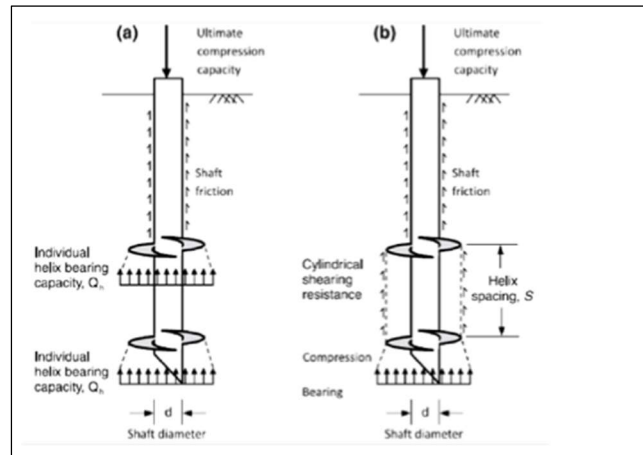 (a)
Ultimate
compression
capacity
Shaft
friction
Individual
helix bearing
capacity, Qh
Individual
helix bearing
capacity, Qh
d
Shaft diameter
(b)
Ultimate
compression
capacity
Shaft
friction
Cylindrical
shearing
resistance
Helix
spacing, S
Compression
Bearing
d
Shaft diameter